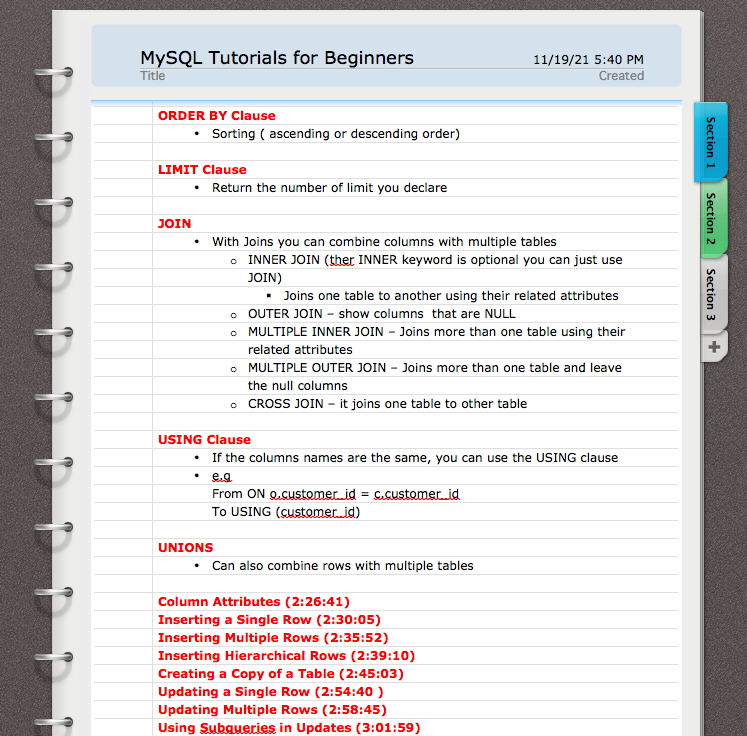 MySQL Tutorials for Beginners
11/19/21 5:40 PM
Title
Created
ORDER BY Clause
• Sorting ( ascending or descending order)
LIMIT Clause
• Return the number of limit you declare
JOIN
• With Joins you can combine columns with multiple tables
o INNER JOIN (ther INNER keyword is optional you can just use
JOIN)
▪ Joins one table to another using their related attributes
o OUTER JOIN – show columns  that are NULL
o MULTIPLE INNER JOIN – Joins more than one table using their
related attributes
o MULTIPLE OUTER JOIN – Joins more than one table and leave
the null columns
o CROSS JOIN – it joins one table to other table
USING Clause
• If the columns names are the same, you can use the USING clause
• e.g
From ON o.customer_id = c.customer_id
To USING (customer_id)
UNIONS
• Can also combine rows with multiple tables
Column Attributes (2:26:41)
Inserting a Single Row (2:30:05)
Inserting Multiple Rows (2:35:52)
Inserting Hierarchical Rows (2:39:10)
Creating a Copy of a Table (2:45:03)
Updating a Single Row (2:54:40 )
Updating Multiple Rows (2:58:45)
Using Subqueries in Updates (3:01:59)
Section 1
Section 2
Section 3
+